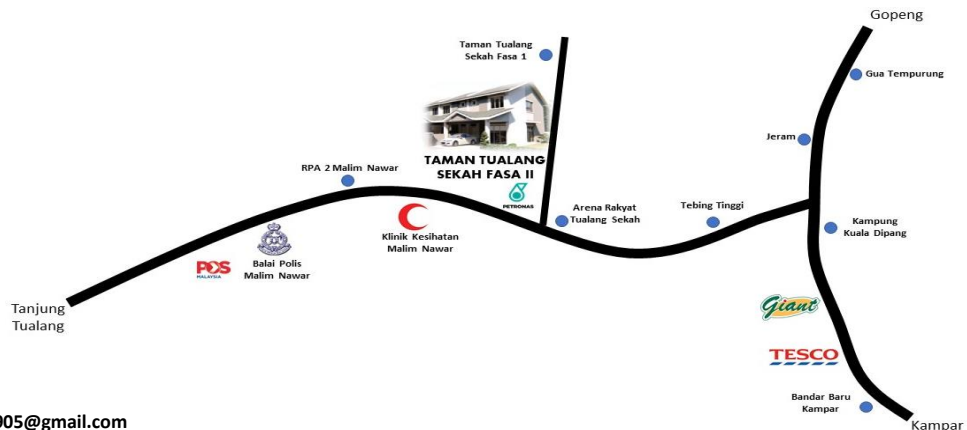 Gopeng
Taman Tualang
Sekah Fasa 1
Gua Tempurung
Jeram
TAMAN TUALANG
SEKAH FASA II
RPA 2 Malim Nawar
PETRONAS
Arena Rakyat
Tualang Sekah
Tebing Tinggi
Kampung
Kuala Dipang
Klinik Kesihatan
Malim Nawar
POS
MALAYSIA
Balai Polis
Malim Nawar
Tanjung
Tualang
Giant
TESCO
Bandar Baru
Kampar
905@gmail.com
Kampar